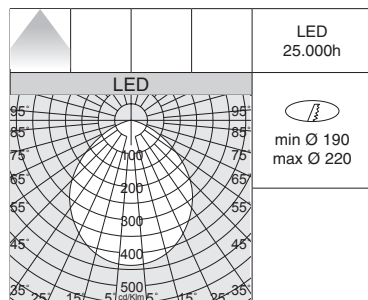 LED
25.000h
LED
min Ø 190
max Ø 220
95° 95°
85° 85°
75° 75°
100
65° 65°
200
55° 55°
300
45° 45°
400
500
35° 25° 15° 5° cd/Klm 5° 15° 25° 35°